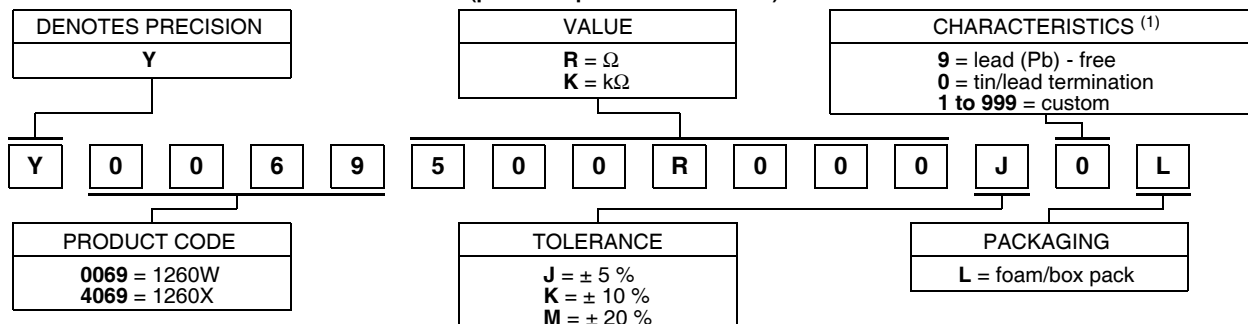 DENOTES PRECISION
Y
VALUE
R = Ω
K = kΩ
CHARACTERISTICS (1)
9 = lead (Pb) - free
0 = tin/lead termination
1 to 999 = custom
Y 0 0 6 9 5 0 0 R 0 0 0 J 0 L
PRODUCT CODE
0069 = 1260W
4069 = 1260X
TOLERANCE
J = ± 5 %
K = ± 10 %
M = ± 20 %
PACKAGING
L = foam/box pack